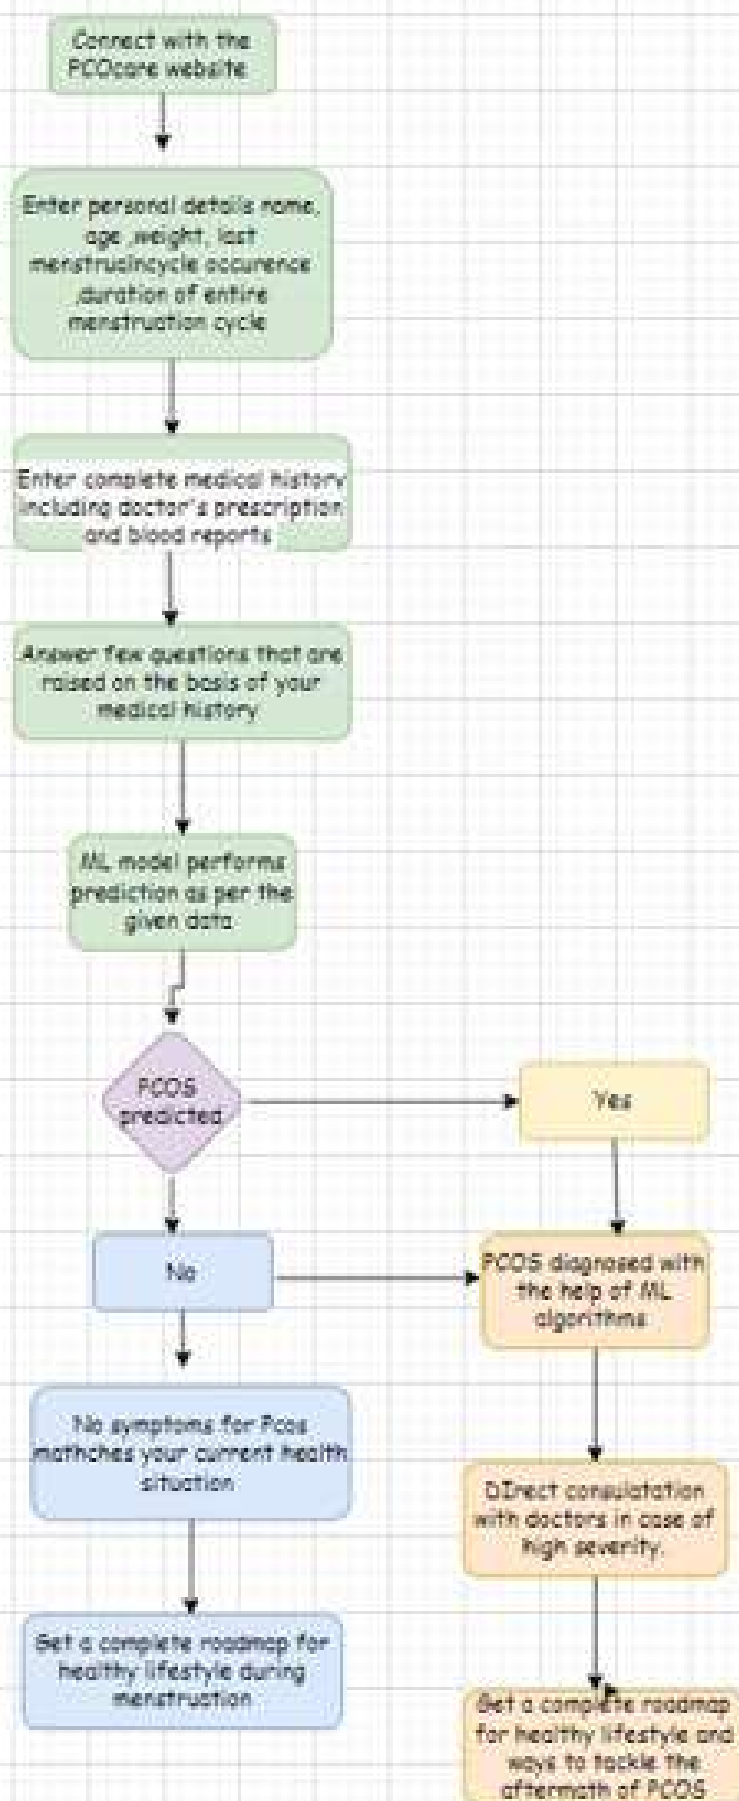 Connect with the
PCOcare website
Enter personal details name,
age ,weight, last
menstrualncycle occurence
,duration of entire
menstruation cycle
Enter complete medical history
including doctor's prescription
and blood reports
Answer few questions that are
raised on the basis of your
medical history
ML model performs
prediction as per the
given data
PCOS
predicted
Yes
No
PCOS diagnosed with
the help of ML
algorithms
No symptoms for Pcos
mathches your current health
situation
DIrect consulatation
with doctors in case of
high severity.
Get a complete roadmap for
healthy lifestyle during
menstruation
Get a complete roadmap
for healthy lifestyle and
ways to tackle the
aftermath of PCOS